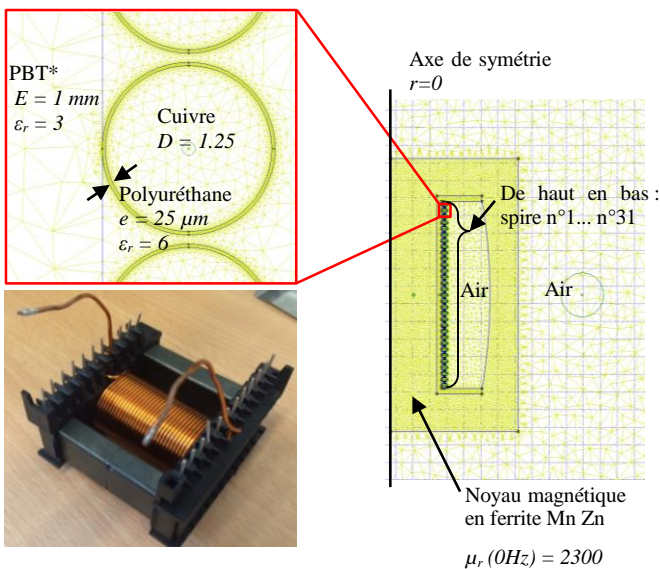 PBT*
E = 1 mm
εr = 3
Cuivre
D = 1.25
Polyuréthane
e = 25 µm
εr = 6
Axe de symétrie
r=0
De haut en bas :
spire n°1... n°31
Air
Air
Noyau magnétique
en ferrite Mn Zn
µr (0Hz) = 2300